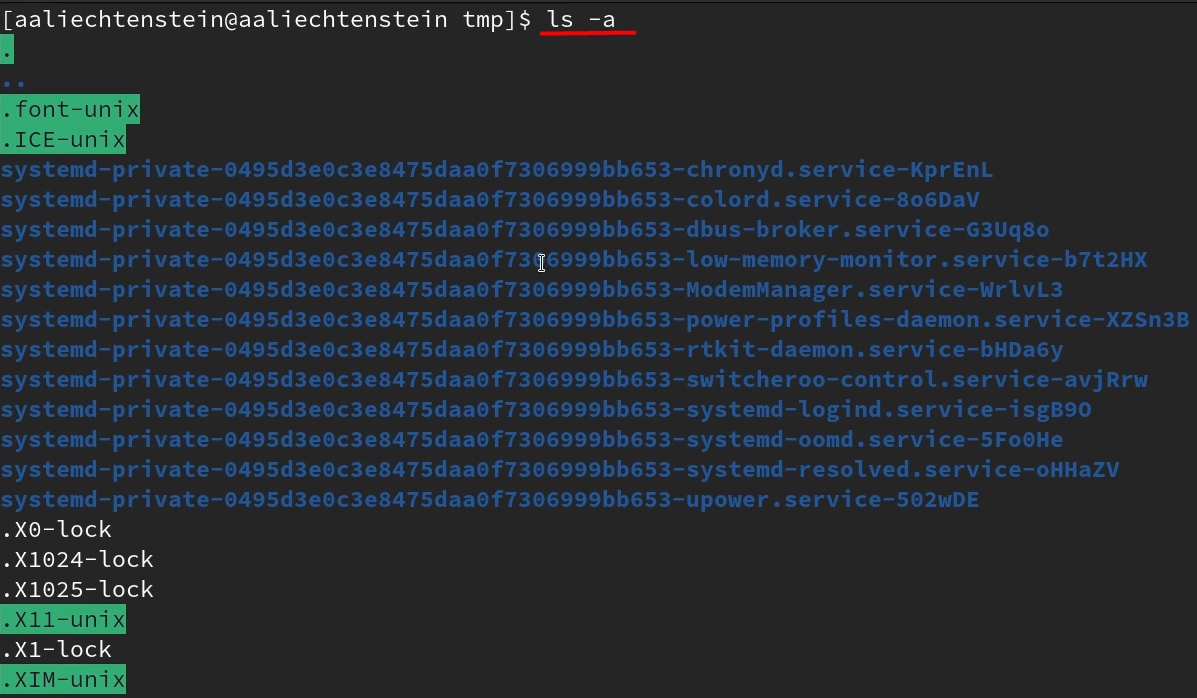 [aaliechtenstein@aaliechtenstein tmp]$ ls -a
.
..
.font-unix
.ICE-unix
systemd-private-0495d3e0c3e8475daa0f7306999bb653-chronyd.service-KprEnL
systemd-private-0495d3e0c3e8475daa0f7306999bb653-colord.service-8o6DaV
systemd-private-0495d3e0c3e8475daa0f7306999bb653-dbus-broker.service-G3Uq8o
systemd-private-0495d3e0c3e8475daa0f7306999bb653-low-memory-monitor.service-b7t2HX
systemd-private-0495d3e0c3e8475daa0f7306999bb653-ModemManager.service-WrlvL3
systemd-private-0495d3e0c3e8475daa0f7306999bb653-power-profiles-daemon.service-XZSn3B
systemd-private-0495d3e0c3e8475daa0f7306999bb653-rtkit-daemon.service-bHDa6y
systemd-private-0495d3e0c3e8475daa0f7306999bb653-switcheroo-control.service-avjRrw
systemd-private-0495d3e0c3e8475daa0f7306999bb653-systemd-logind.service-isgB9O
systemd-private-0495d3e0c3e8475daa0f7306999bb653-systemd-oomd.service-5Fo0He
systemd-private-0495d3e0c3e8475daa0f7306999bb653-systemd-resolved.service-oHHaZV
systemd-private-0495d3e0c3e8475daa0f7306999bb653-upower.service-502wDE
.X0-lock
.X1024-lock
.X1025-lock
.X11-unix
.X1-lock
.XIM-unix